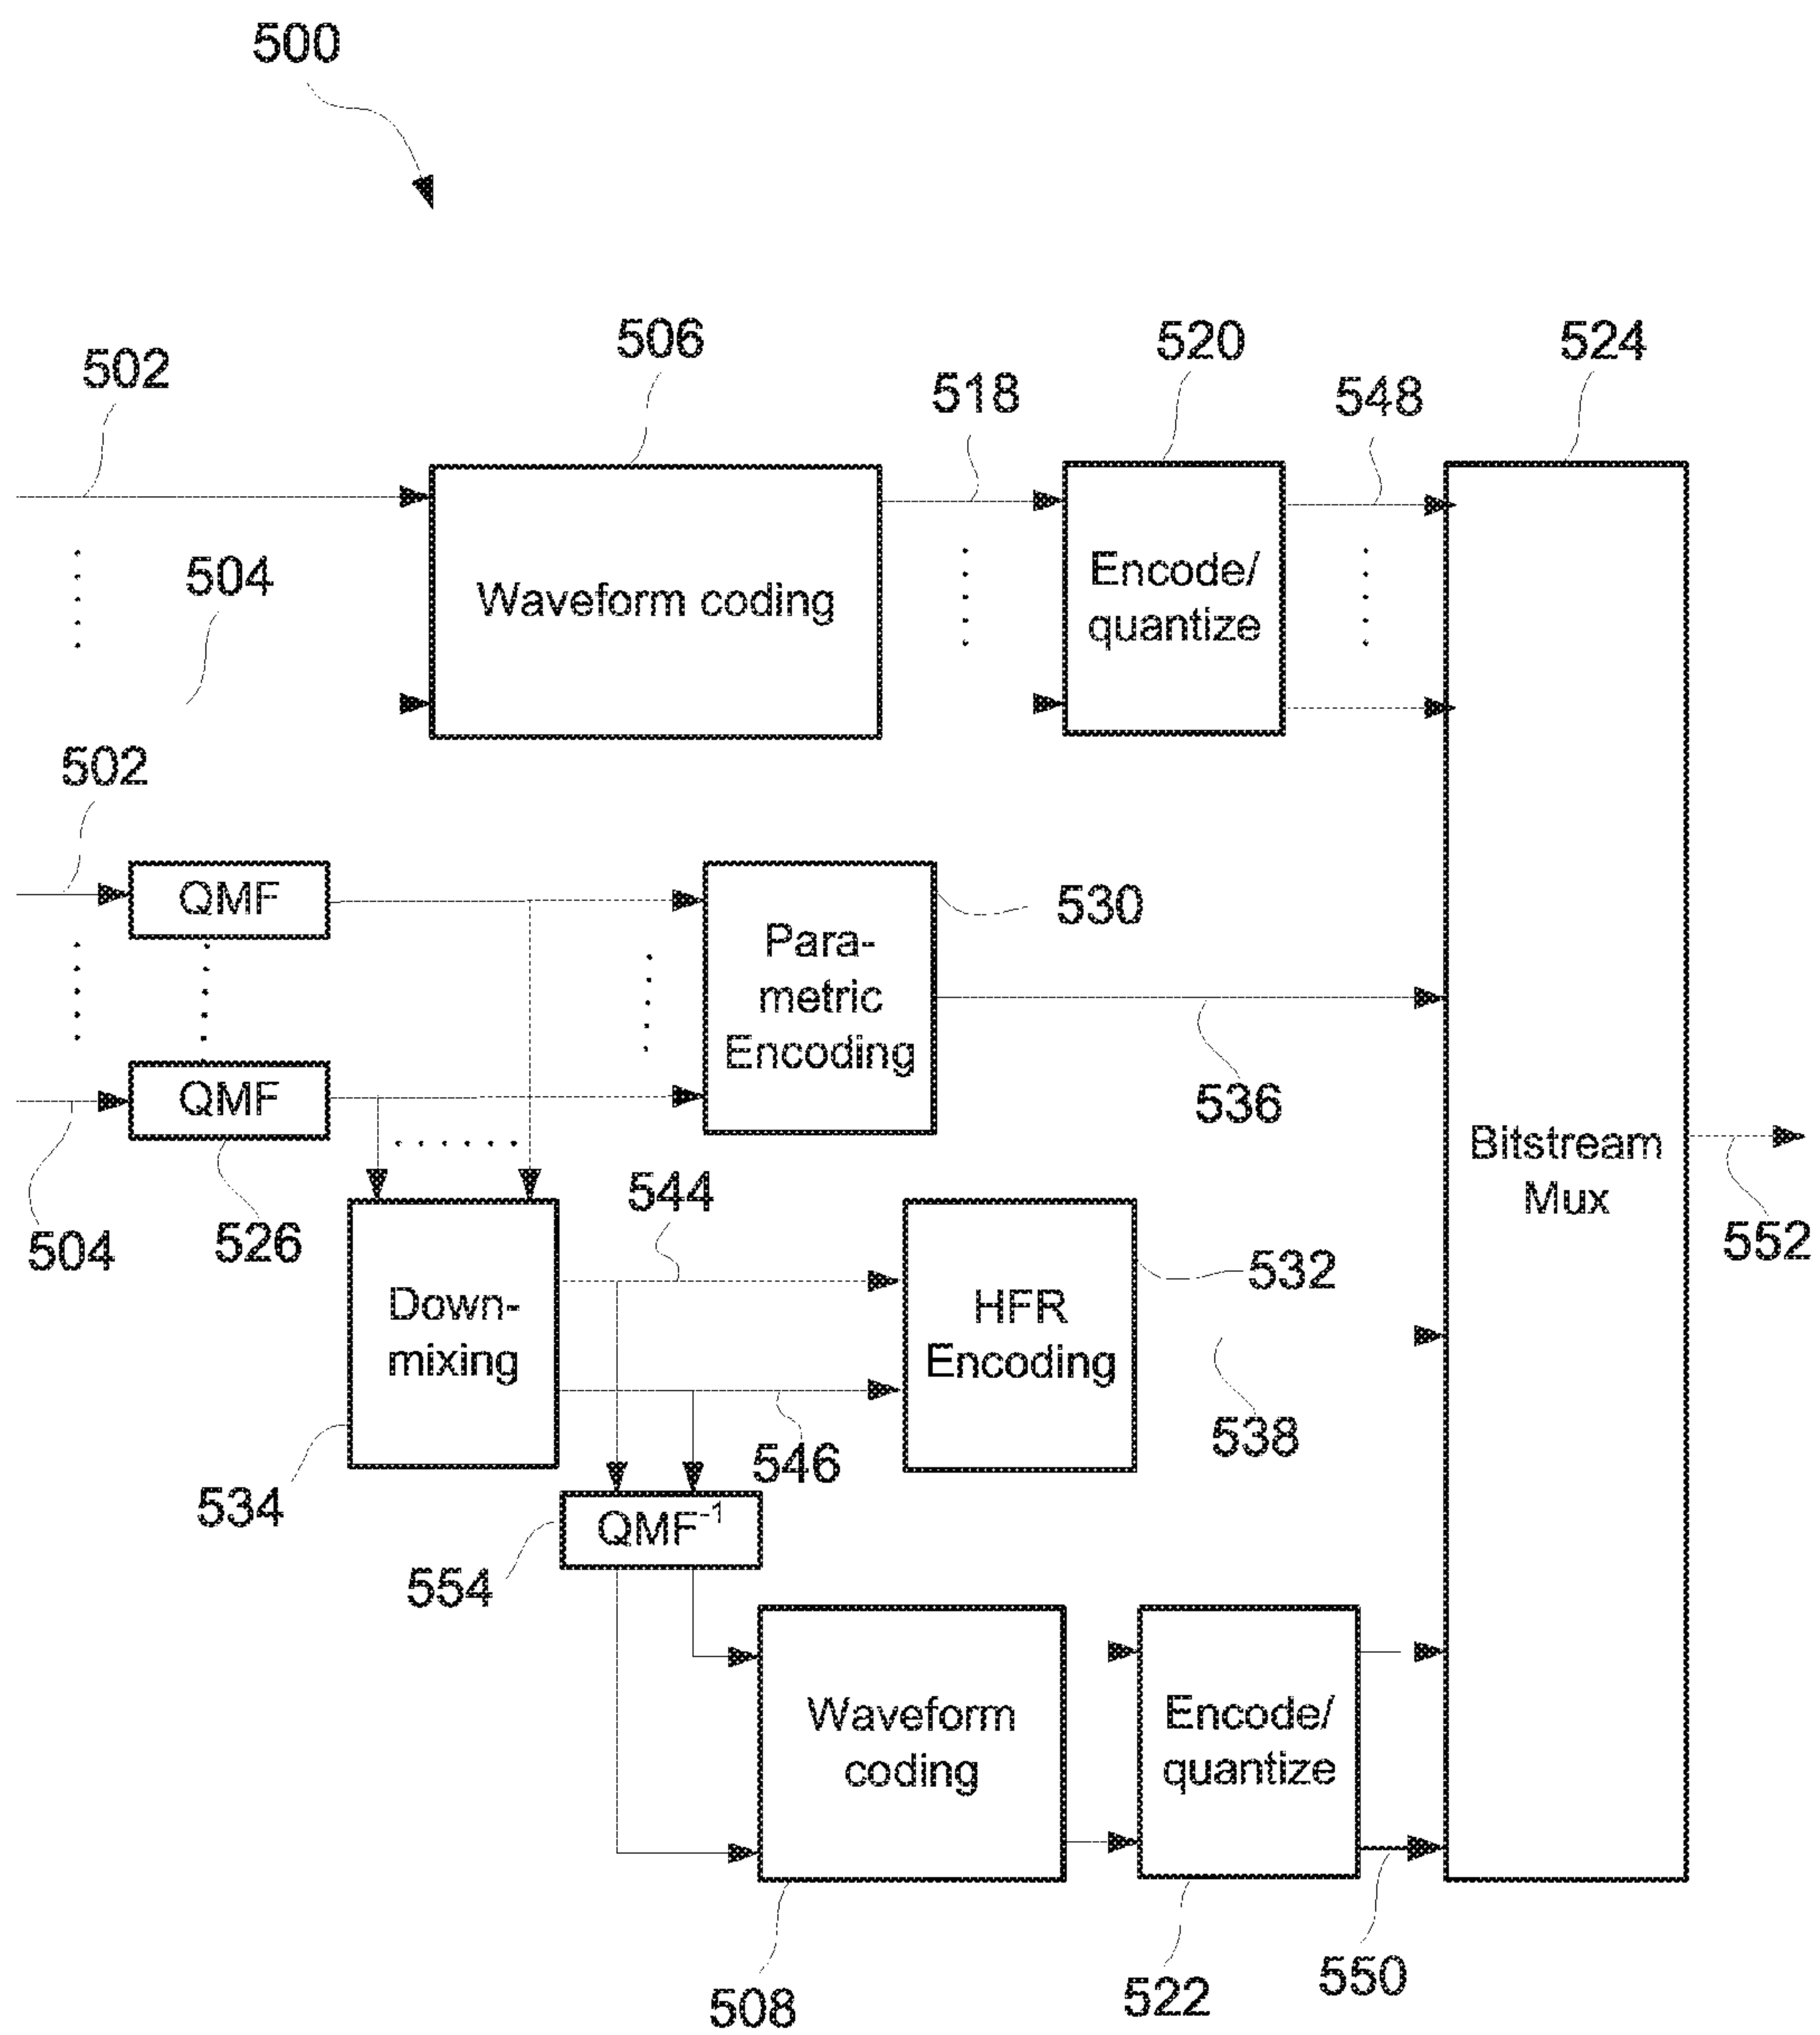 500
502
506
518
520
548
524
504
Waveform coding
Encode/
quantize
502
QMF
530
Para-
metric
Encoding
536
QMF
504
526
Bitstream
Mux
552
544
Down-
mixing
532
HFR
Encoding
538
546
534
QMF-1
554
Waveform
coding
Encode/
quantize
508
522
550